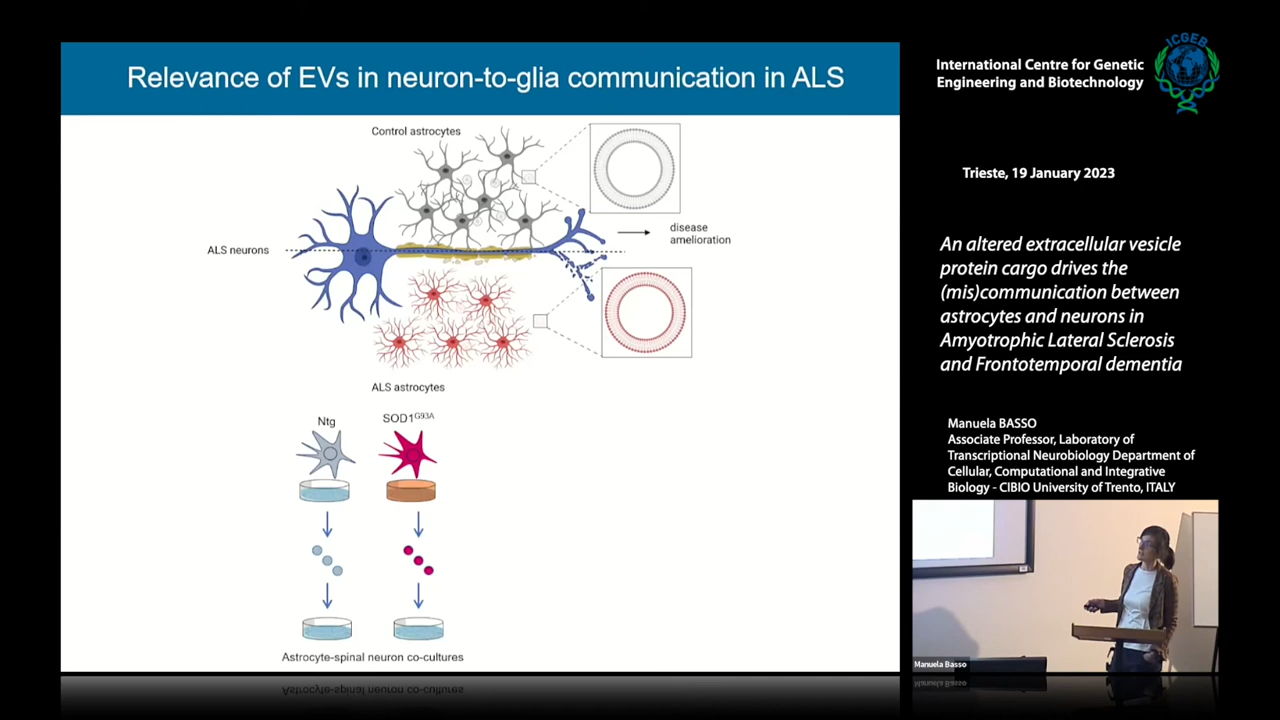 Relevance of EVs in neuron-to-glia communication in ALS
Control astrocytes
ALS neurons
disease
amelioration
ALS astrocytes
Ntg
SOD1G93A
Astrocyte-spinal neuron co-cultures
International Centre for Genetic
Engineering and Biotechnology
ICGEB
Trieste, 19 January 2023
An altered extracellular vesicle
protein cargo drives the
(mis)communication between
astrocytes and neurons in
Amyotrophic Lateral Sclerosis
and Frontotemporal dementia
Manuela BASSO
Associate Professor, Laboratory of
Transcriptional Neurobiology Department of
Cellular, Computational and Integrative
Biology - CIBIO University of Trento, ITALY
Manuela Basso